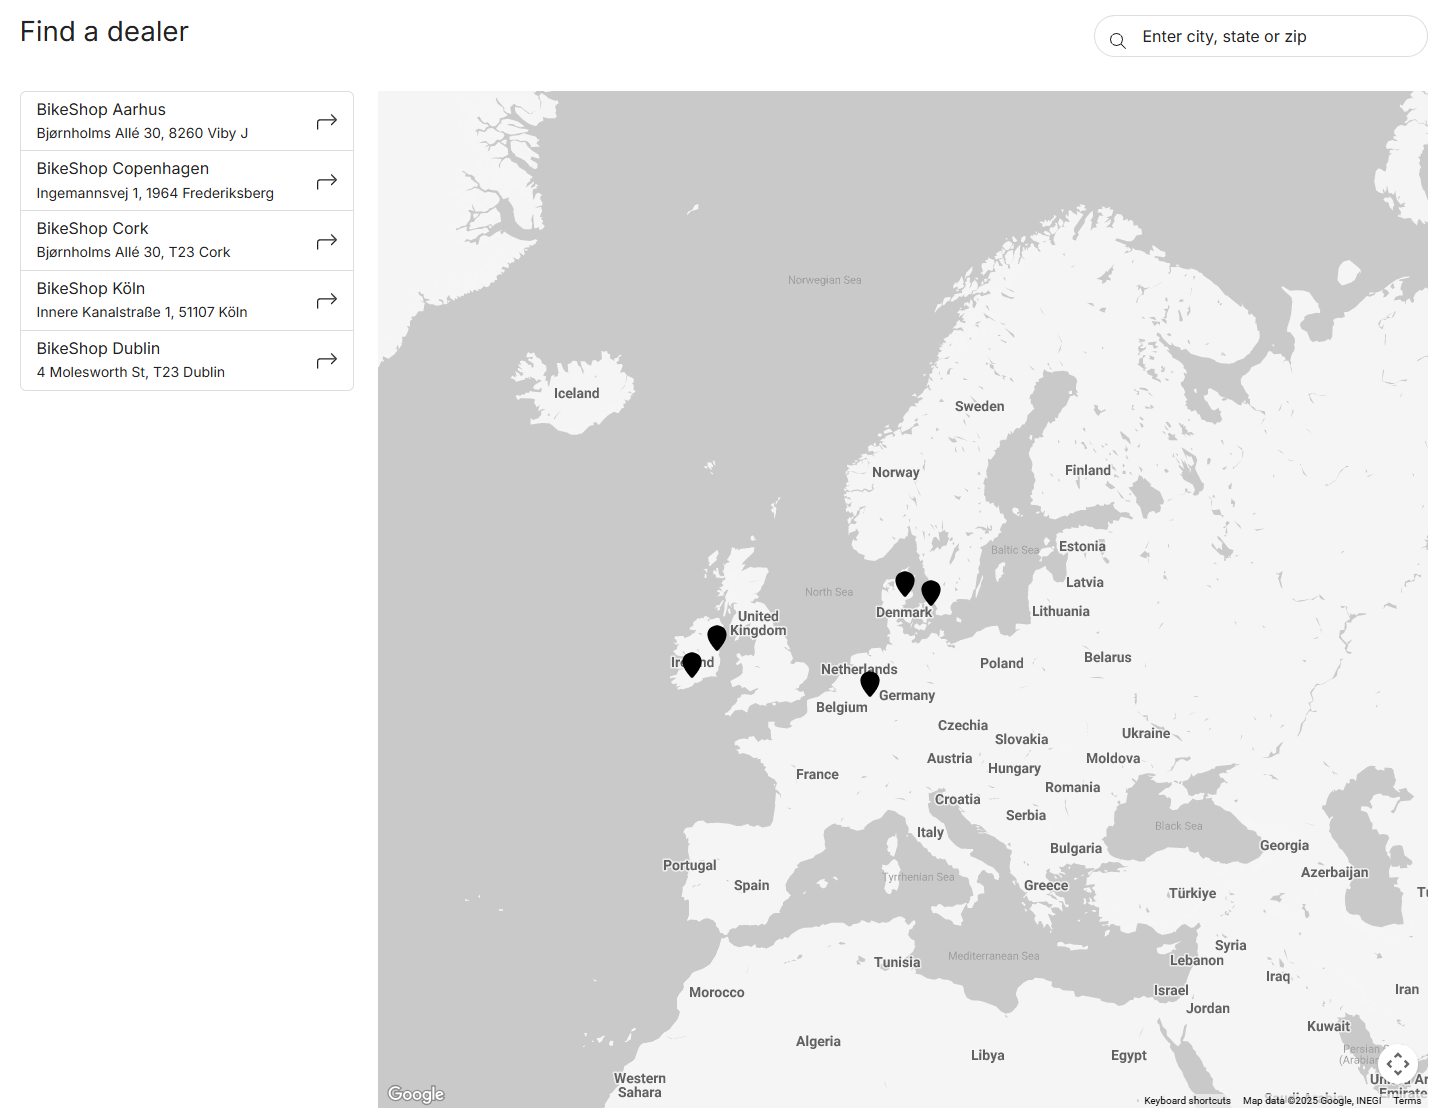 Find a dealer
Enter city, state or zip
BikeShop Aarhus
Bjørnholms Allé 30, 8260 Viby J
BikeShop Copenhagen
Ingemannsvej 1, 1964 Frederiksberg
BikeShop Cork
Bjørnholms Allé 30, T23 Cork
BikeShop Köln
Innere Kanalstraße 1, 51107 Köln
BikeShop Dublin
4 Molesworth St, T23 Dublin
Norwegian Sea
Iceland
Sweden
Norway
Finland
Baltic Sea
Estonia
Latvia
North Sea
Denmark
Lithuania
United
Kingdom
Belarus
Poland
Netherlands
Germany
Belgium
Czechia
Ukraine
Slovakia
Austria
Moldova
Hungary
France
Romania
Croatia
Serbia
Black Sea
Italy
Georgia
Bulgaria
Portugal
Azerbaijan
Tyrrhenian Sea
Spain
Greece
Türkiye
Syria
Mediterranean Sea
Lebanon
Tunisia
Iraq
Morocco
Israel
Iran
Jordan
Kuwait
Algeria
Libya
Egypt
Persian
Western
Sahara
Emirate
Google
Keyboard shortcuts
Map data ©2025 Google, INEGI
Terms